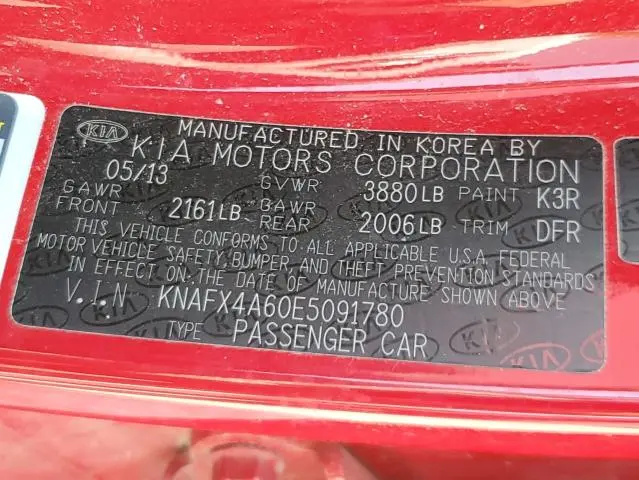 KIA MANUFACTURED IN KOREA BY
KIA MOTORS CORPORATION
05/13 GVWR 3880LB PAINT K3R
GAWR FRONT 2161LB GAWR REAR 2006LB TRIM DFR
THIS VEHICLE CONFORMS TO ALL APPLICABLE U.S.A. FEDERAL
MOTOR VEHICLE SAFETY,BUMPER, AND THEFT PREVENTION STANDARDS
IN EFFECT ON THE DATE OF MANUFACTURE SHOWN ABOVE
V.I.N. KNAFX4A60E5091780
TYPE PASSENGER CAR